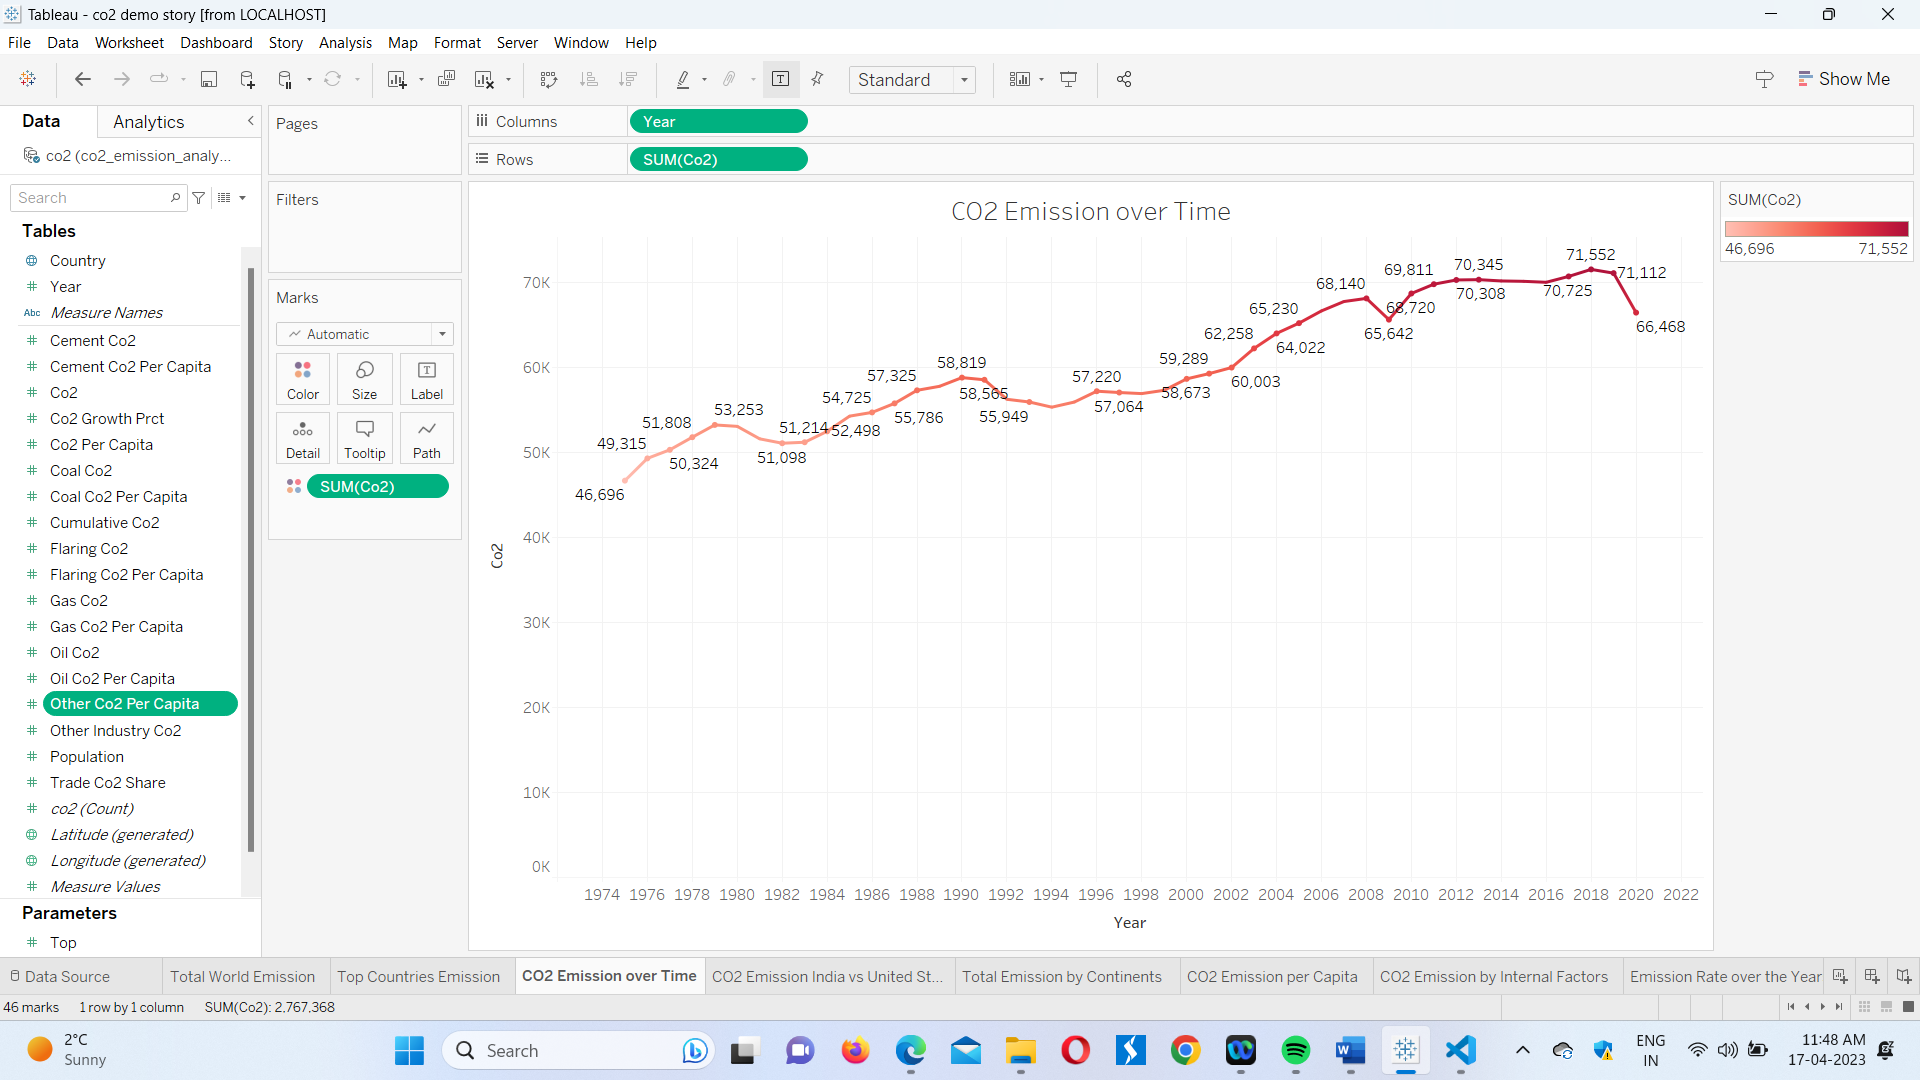 Tableau - co2 demo story [from LOCALHOST]
File Data Worksheet Dashboard Story Analysis Map Format Server Window Help
Standard
Show Me
Data Analytics
co2 (co2_emission_analy...
Search
Tables
Country
Year
Abc Measure Names
Cement Co2
Cement Co2 Per Capita
Co2
Co2 Growth Prct
Co2 Per Capita
Coal Co2
Coal Co2 Per Capita
Cumulative Co2
Flaring Co2
Flaring Co2 Per Capita
Gas Co2
Gas Co2 Per Capita
Oil Co2
Oil Co2 Per Capita
Other Co2 Per Capita
Other Industry Co2
Population
Trade Co2 Share
co2 (Count)
Latitude (generated)
Longitude (generated)
Measure Values
Parameters
Top
Pages
Filters
Marks
Automatic
Color Size Label
Detail Tooltip Path
SUM(Co2)
Columns Year
Rows SUM(Co2)
CO2 Emission over Time
70K
60K
50K
40K
30K
20K
10K
0K
Co2
46,696
49,315
50,324
51,808
53,253
51,098
51,214
52,498
54,725
55,786
57,325
58,819
58,565
55,949
57,220
57,064
58,673
59,289
60,003
62,258
64,022
65,230
68,140
65,642
68,720
69,811
70,345
70,308
70,725
71,552
71,112
66,468
1974 1976 1978 1980 1982 1984 1986 1988 1990 1992 1994 1996 1998 2000 2002 2004 2006 2008 2010 2012 2014 2016 2018 2020 2022
Year
SUM(Co2)
46,696 71,552
Data Source Total World Emission Top Countries Emission CO2 Emission over Time CO2 Emission India vs United St... Total Emission by Continents CO2 Emission per Capita CO2 Emission by Internal Factors Emission Rate over the Year
46 marks 1 row by 1 column SUM(Co2): 2,767,368
2°C
Sunny
Search
ENG
IN
11:48 AM
17-04-2023